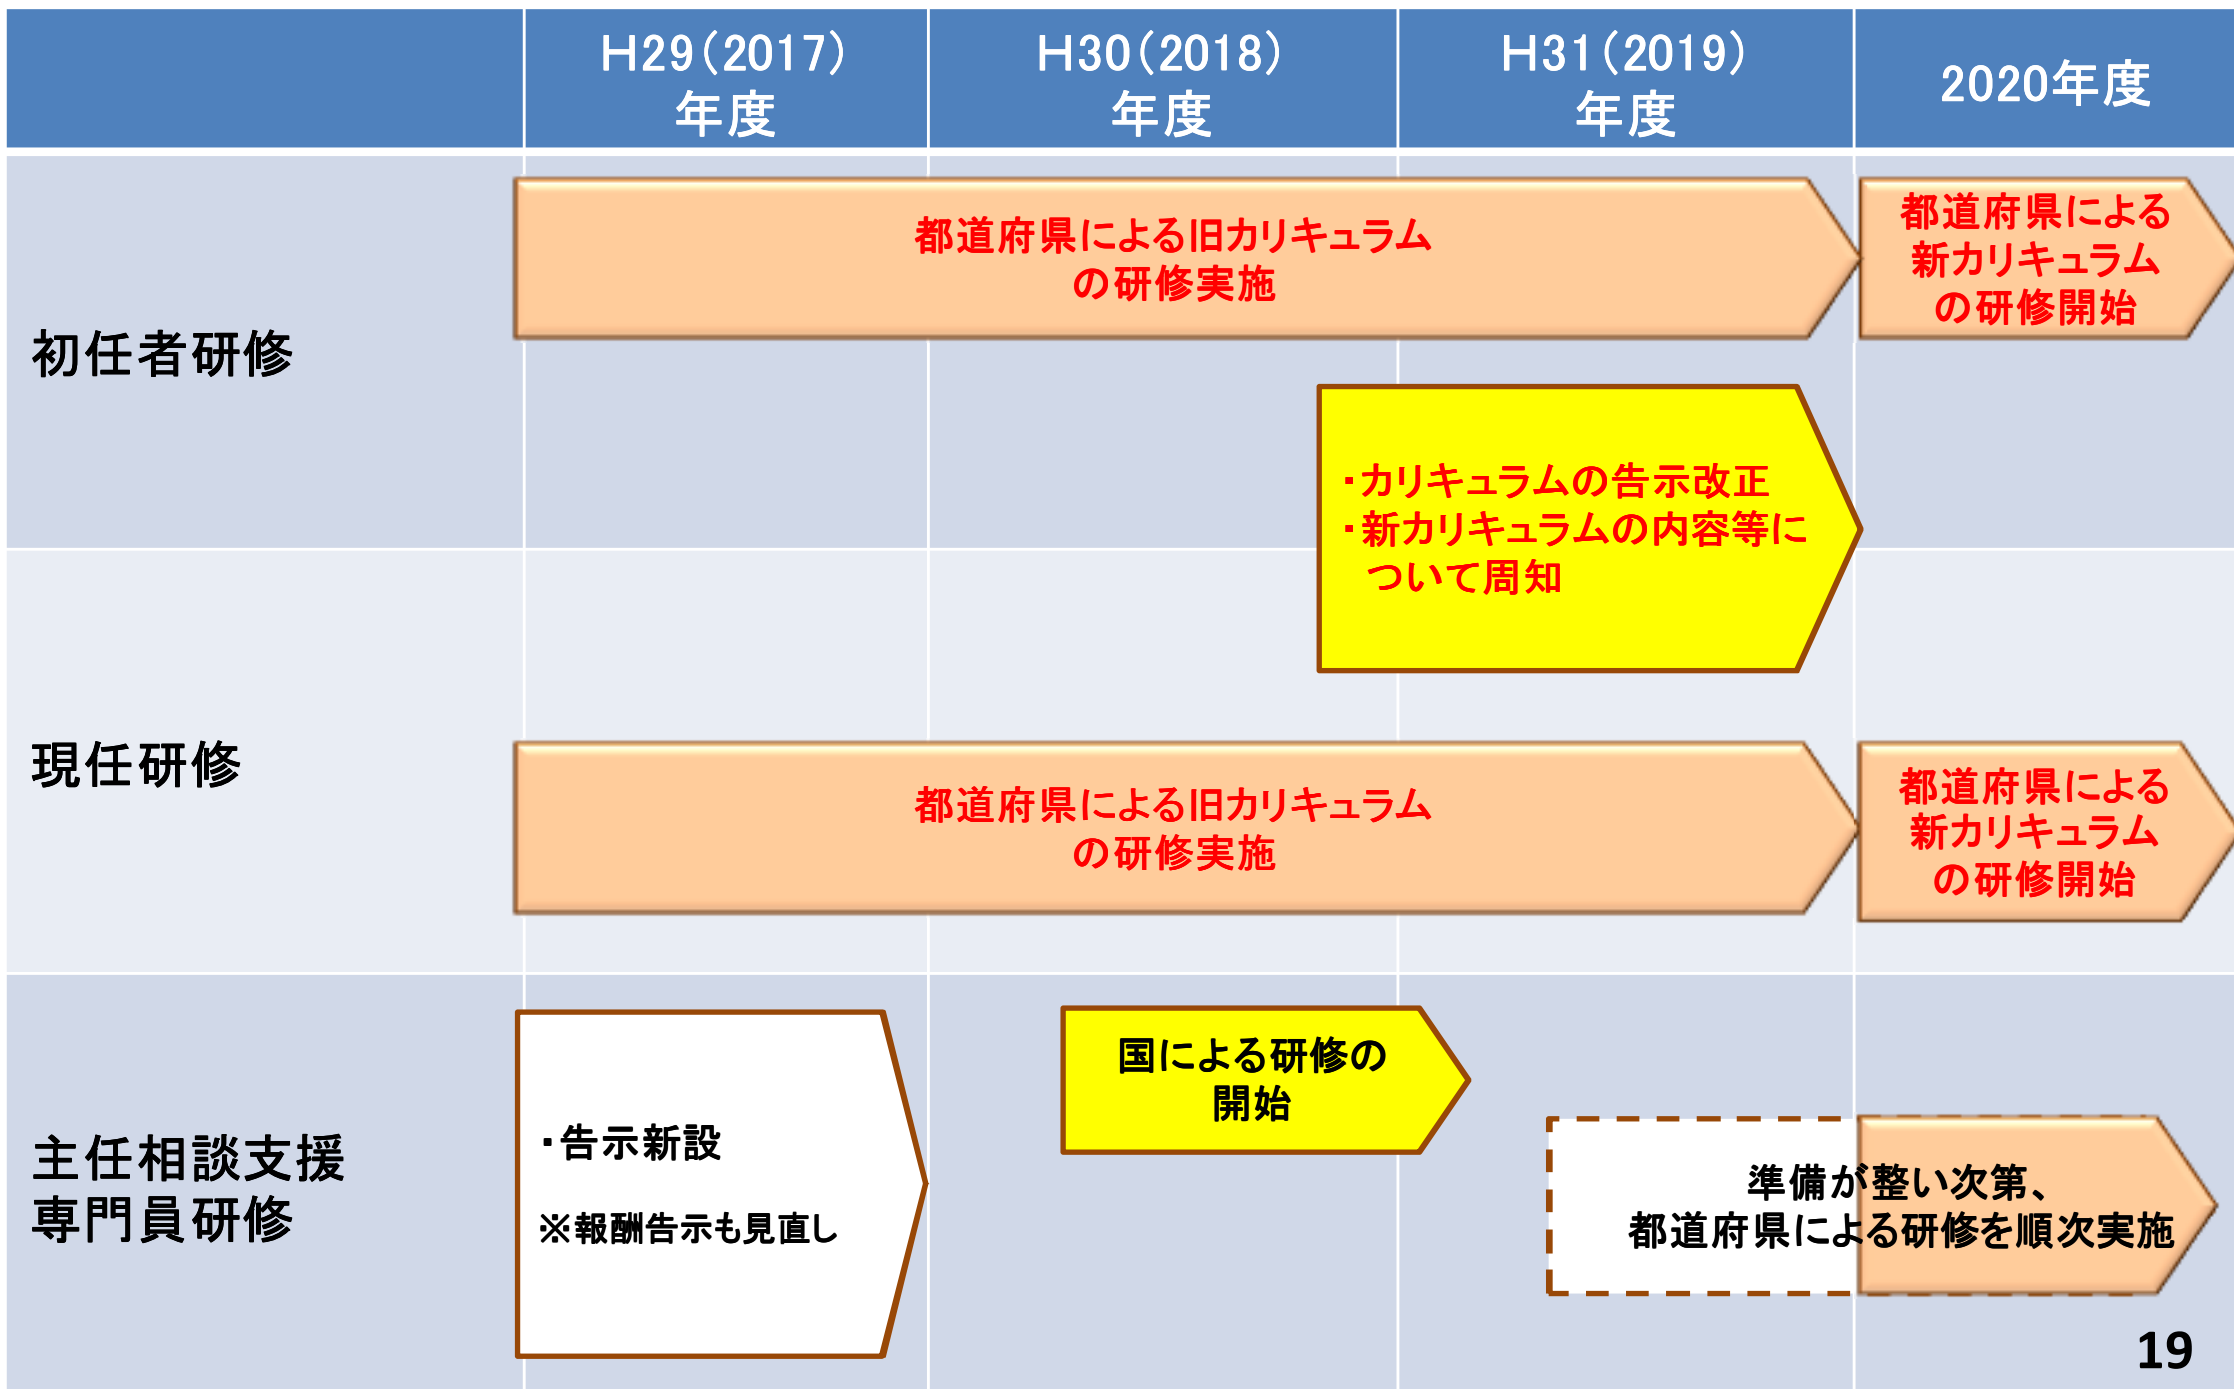 H29(2017)
年度
H30(2018)
年度
H31(2019)
年度
2020年度
初任者研修
都道府県による旧カリキュラム
の研修実施
都道府県による
新カリキュラム
の研修開始
・カリキュラムの告示改正
・新カリキュラムの内容等に
ついて周知
現任研修
都道府県による旧カリキュラム
の研修実施
都道府県による
新カリキュラム
の研修開始
主任相談支援
専門員研修
・告示新設
※報酬告示も見直し
国による研修の
開始
準備が整い次第、
都道府県による研修を順次実施
19